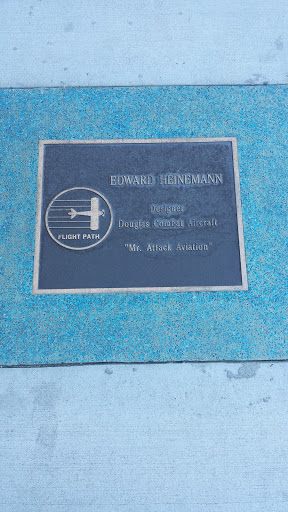 EDWARD HEINEMANN
Designer
Douglas Combat Aircraft
"Mr. Attack Aviation"
FLIGHT PATH